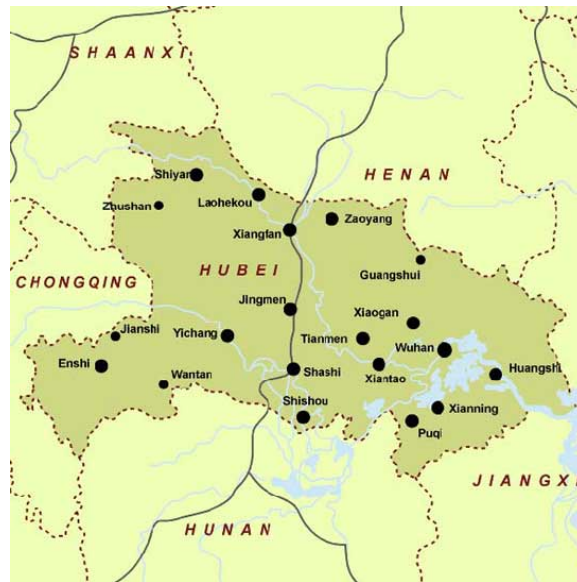 SHAANXI
HENAN
Shiyan
Laohekou
Zhushan
Zaoyang
Xiangfan
Guangshui
HUBEI
CHONGQING
Jingmen
Xiaogan
Jianshi
Yichang
Tianmen
Wuhan
Enshi
Wantan
Shashi
Xiantao
Huangshi
Shishou
Xianning
Puqi
JIANGXI
HUNAN